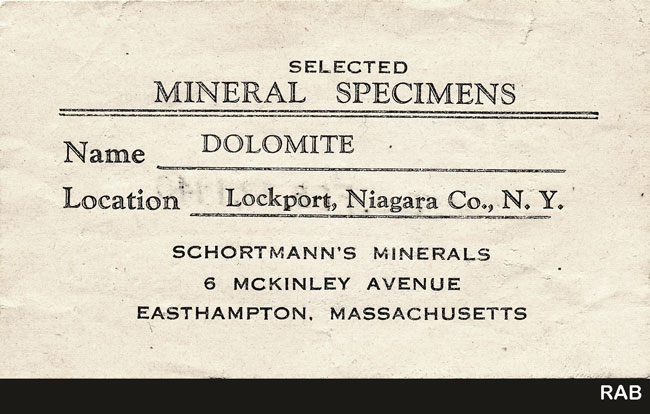 SELECTED
MINERAL SPECIMENS
Name DOLOMITE
Location Lockport, Niagara Co., N. Y.
SCHORTMANN'S MINERALS
6 MCKINLEY AVENUE
EASTHAMPTON, MASSACHUSETTS
RAB